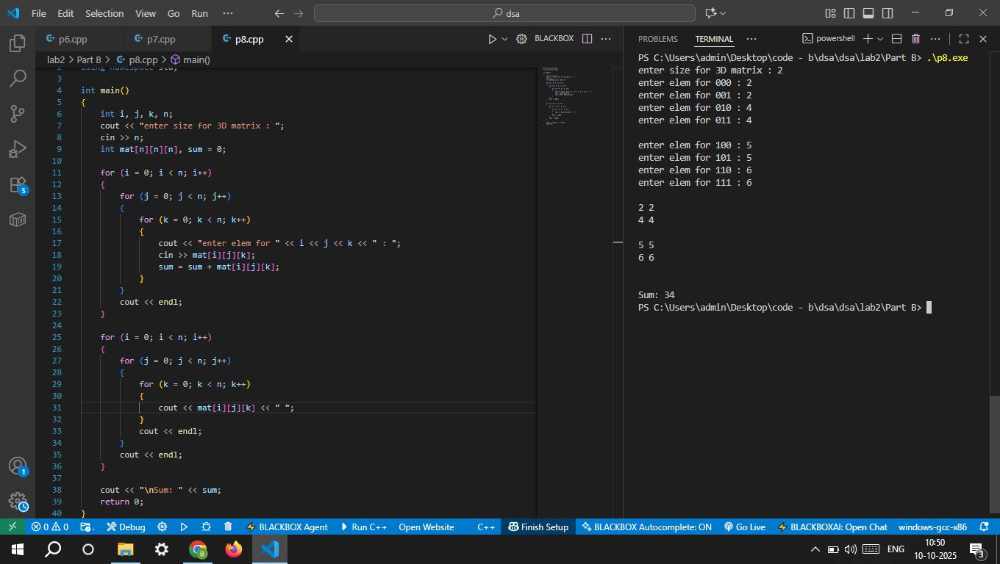 File Edit Selection View Go Run ··· dsa
p6.cpp p7.cpp p8.cpp BLACKBOX ···
lab2 > Part B > p8.cpp > main()
2 using namespace std;
3
4 int main()
5 {
6 int i, j, k, n;
7 cout << "enter size for 3D matrix : ";
8 cin >> n;
9 int mat[n][n][n], sum = 0;
10
11 for (i = 0; i < n; i++)
12 {
13 for (j = 0; j < n; j++)
14 {
15 for (k = 0; k < n; k++)
16 {
17 cout << "enter elem for " << i << j << k << " : ";
18 cin >> mat[i][j][k];
19 sum = sum + mat[i][j][k];
20 }
21 }
22 cout << endl;
23 }
24
25 for (i = 0; i < n; i++)
26 {
27 for (j = 0; j < n; j++)
28 {
29 for (k = 0; k < n; k++)
30 {
31 cout << mat[i][j][k] << " ";
32 }
33 cout << endl;
34 }
35 cout << endl;
36 }
37
38 cout << "\nSum: " << sum;
39 return 0;
40 }
PROBLEMS TERMINAL ··· powershell ···
PS C:\Users\admin\Desktop\code - b\dsa\dsa\lab2\Part B> .\p8.exe
enter size for 3D matrix : 2
enter elem for 000 : 2
enter elem for 001 : 2
enter elem for 010 : 4
enter elem for 011 : 4
enter elem for 100 : 5
enter elem for 101 : 5
enter elem for 110 : 6
enter elem for 111 : 6
2 2
4 4
5 5
6 6
Sum: 34
PS C:\Users\admin\Desktop\code - b\dsa\dsa\lab2\Part B>
5
1
0 0 . Debug BLACKBOX Agent Run C++ Open Website C++ Finish Setup BLACKBOX Autocomplete: ON Go Live BLACKBOXAI: Open Chat windows-gcc-x86
B ENG 10:50
10-10-2025 3